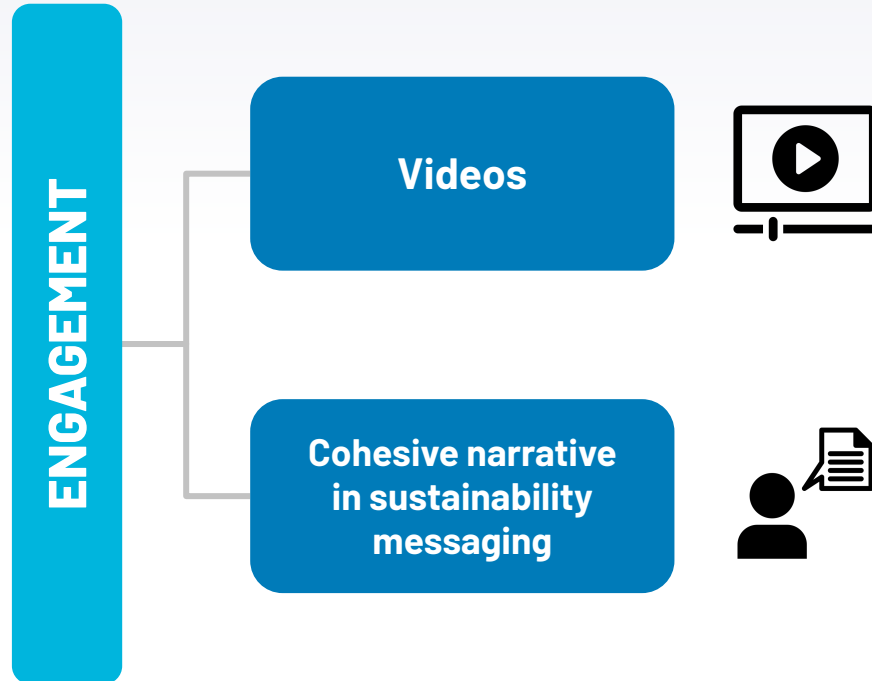 ENGAGEMENT
Videos
Cohesive narrative
in sustainability
messaging